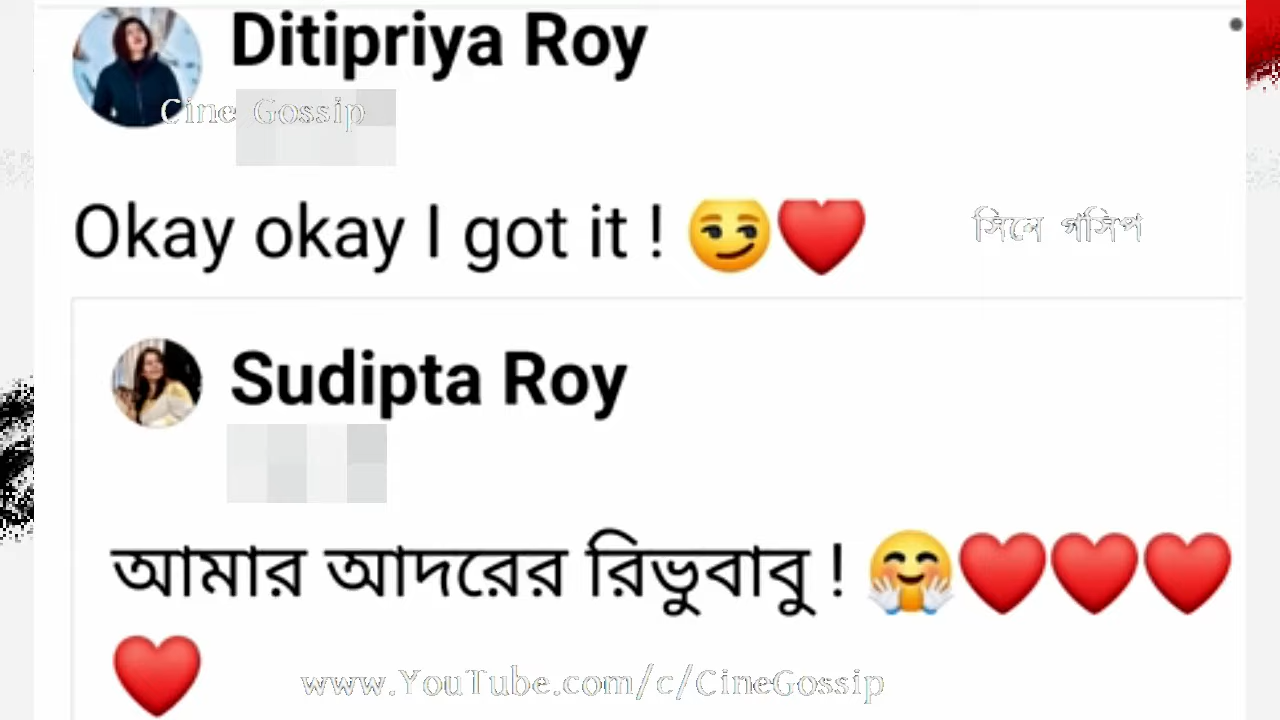 Ditipriya Roy
Cine Gossip
Okay okay I got it ! 😏❤️
সিনে গসিপ
Sudipta Roy
আমার আদরের রিভুবাবু ! 🤗❤️❤️❤️
❤️
www.YouTube.com/c/CineGossip